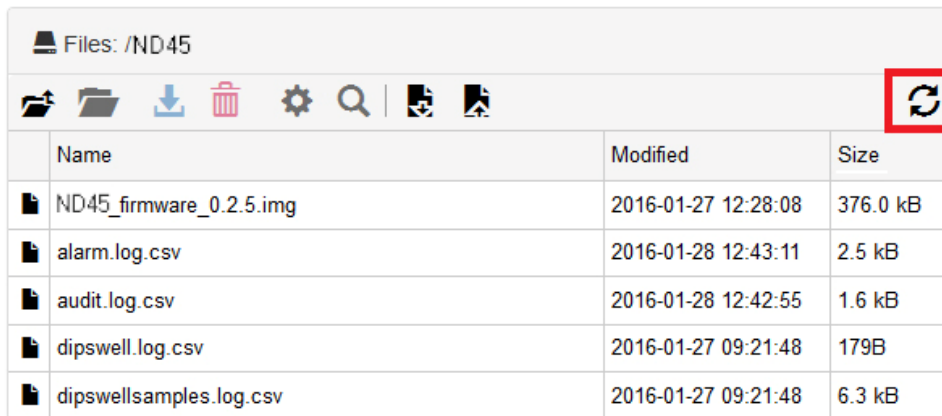 Files: /ND45
Name Modified Size
ND45_firmware_0.2.5.img 2016-01-27 12:28:08 376.0 kB
alarm.log.csv 2016-01-28 12:43:11 2.5 kB
audit.log.csv 2016-01-28 12:42:55 1.6 kB
dipswell.log.csv 2016-01-27 09:21:48 179B
dipswellsamples.log.csv 2016-01-27 09:21:48 6.3 kB